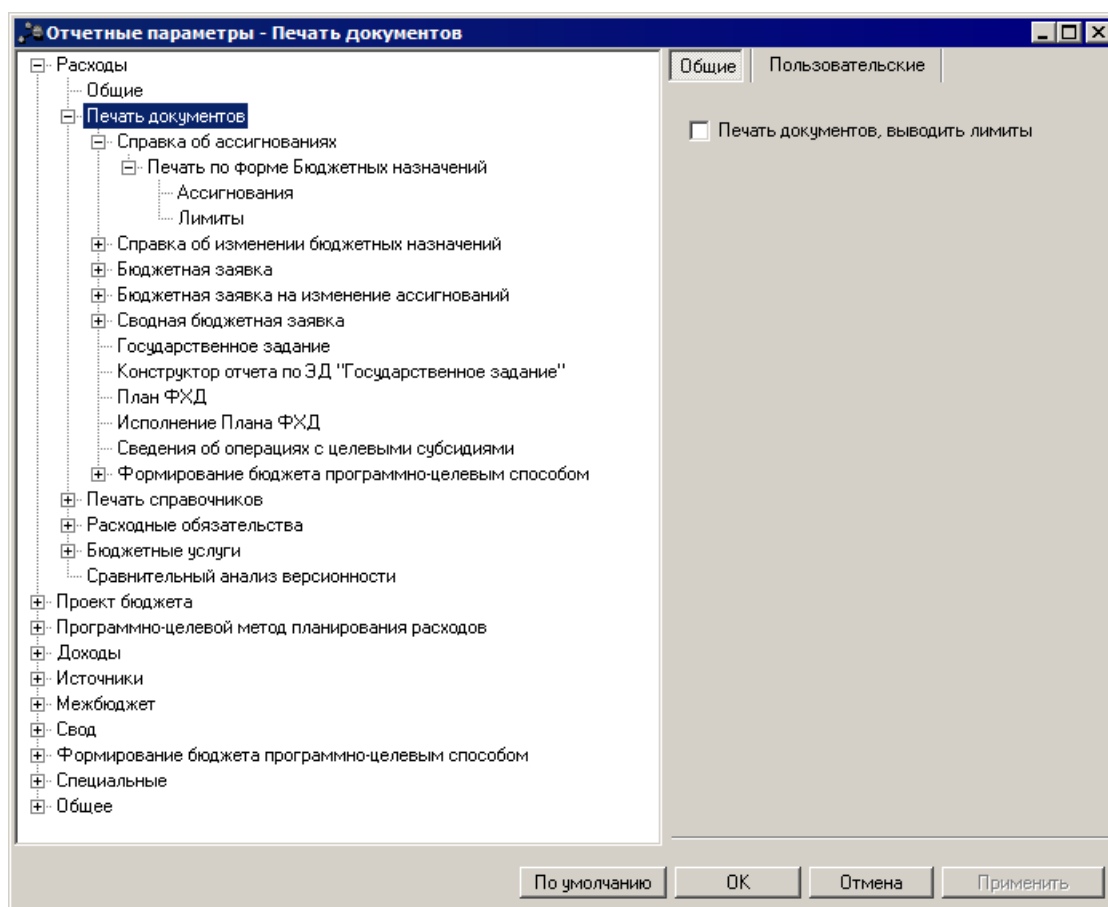 Отчетные параметры - Печать документов
Расходы
Общие
Печать документов
Справка об ассигнованиях
Печать по форме Бюджетных назначений
Ассигнования
Лимиты
Справка об изменении бюджетных назначений
Бюджетная заявка
Бюджетная заявка на изменение ассигнований
Сводная бюджетная заявка
Государственное задание
Конструктор отчета по ЭД "Государственное задание"
План ФХД
Исполнение Плана ФХД
Сведения об операциях с целевыми субсидиями
Формирование бюджета программно-целевым способом
Печать справочников
Расходные обязательства
Бюджетные услуги
Сравнительный анализ версионности
Проект бюджета
Программно-целевой метод планирования расходов
Доходы
Источники
Межбюджет
Свод
Формирование бюджета программно-целевым способом
Специальные
Общее
Общие Пользовательские
Печать документов, выводить лимиты
По умолчанию OK Отмена Применить